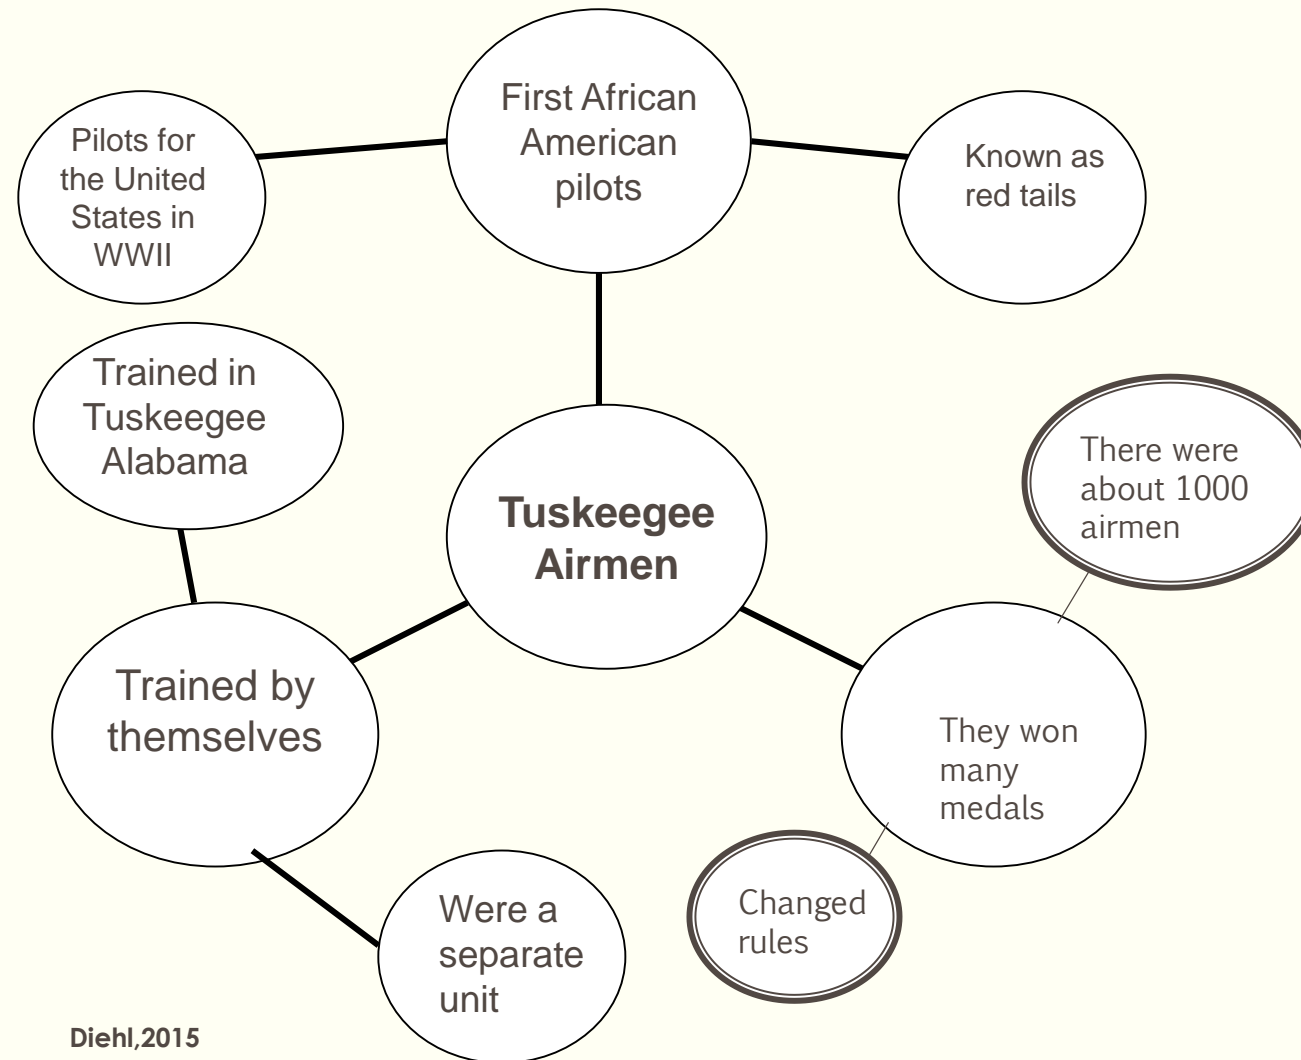 First African
American
pilots
Pilots for
the United
States in
WWII
Known as
red tails
Trained in
Tuskeegee
Alabama
There were
about 1000
airmen
Tuskeegee
Airmen
Trained by
themselves
They won
many
medals
Changed
rules
Were a
separate
unit
Diehl,2015